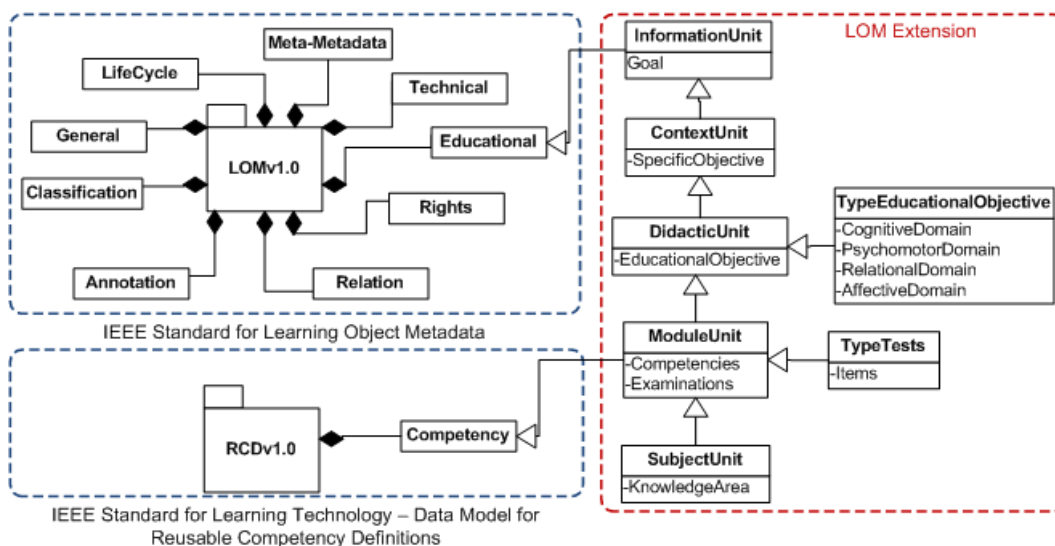 Meta-Metadata
LifeCycle
Technical
General
Educational
LOMv1.0
Classification
Rights
Annotation
Relation
IEEE Standard for Learning Object Metadata
RCDv1.0
Competency
IEEE Standard for Learning Technology – Data Model for
Reusable Competency Definitions
LOM Extension
InformationUnit
Goal
ContextUnit
-SpecificObjective
DidacticUnit
-EducationalObjective
TypeEducationalObjective
-CognitiveDomain
-PsychomotorDomain
-RelationalDomain
-AffectiveDomain
ModuleUnit
-Competencies
-Examinations
TypeTests
-Items
SubjectUnit
-KnowledgeArea